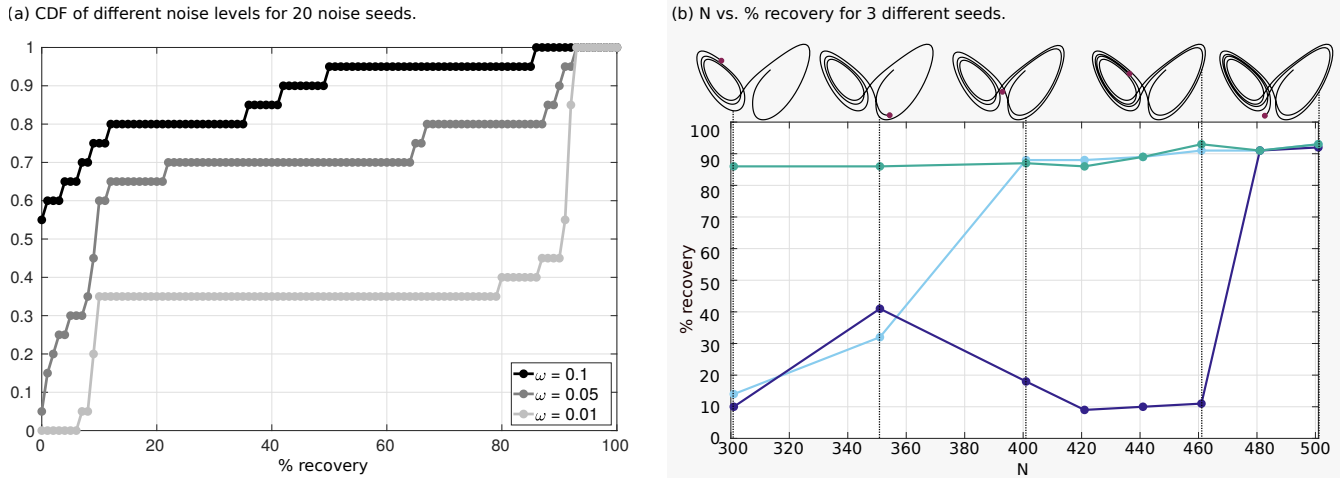 (a) CDF of different noise levels for 20 noise seeds.
1
0.9
0.8
0.7
0.6
0.5
0.4
0.3
0.2
0.1
0
0 20 40 60 80 100
% recovery
ω = 0.1
ω = 0.05
ω = 0.01
(b) N vs. % recovery for 3 different seeds.
100
90
80
70
60
50
40
30
20
10
0
% recovery
300 320 340 360 380 400 420 440 460 480 500
N